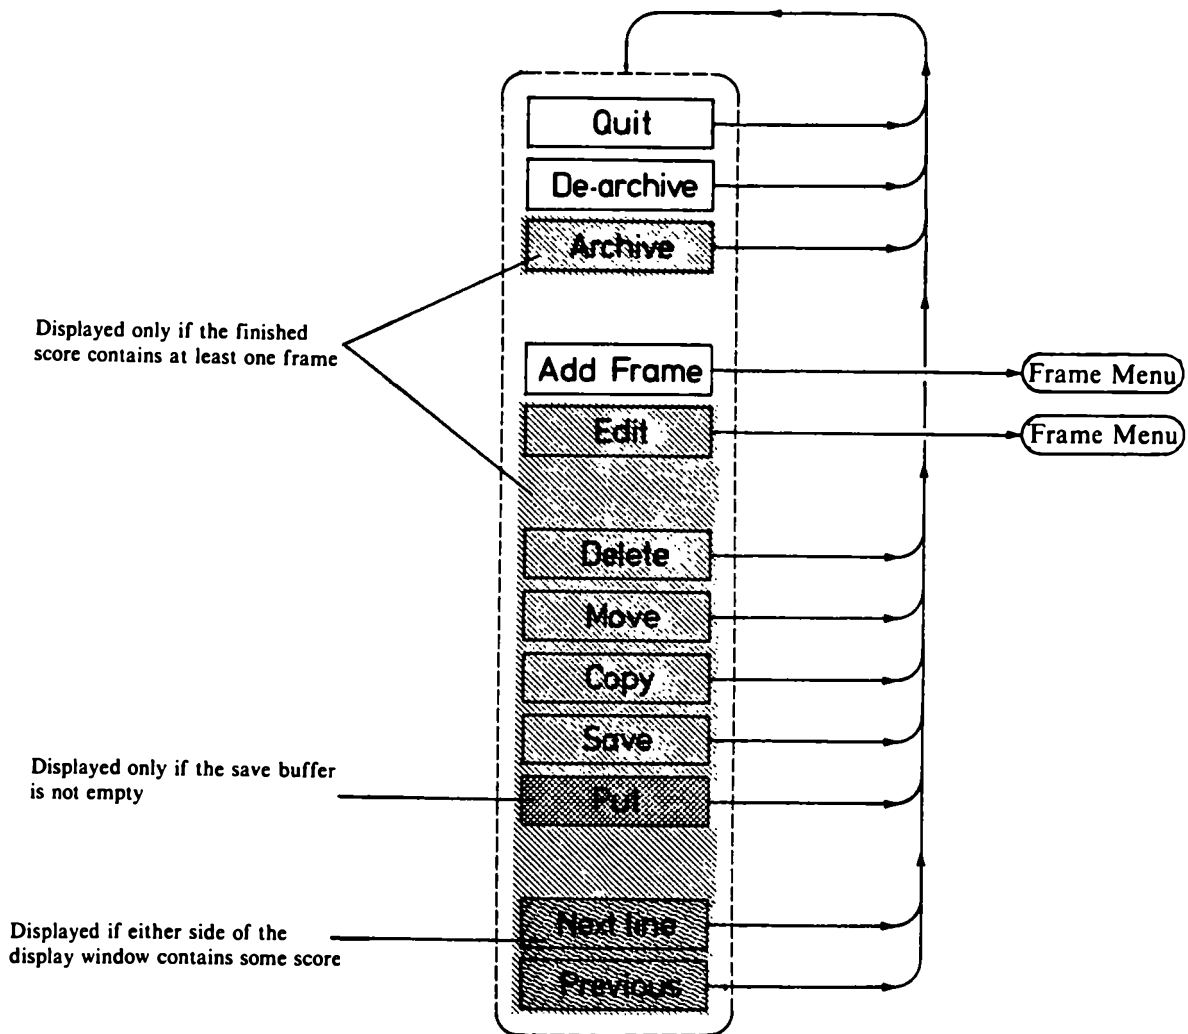 Quit
De-archive
Archive
Displayed only if the finished
score contains at least one frame
Add Frame
Frame Menu
Edit
Frame Menu
Delete
Move
Copy
Save
Displayed only if the save buffer
is not empty
Put
Next line
Displayed if either side of the
display window contains some score
Previous